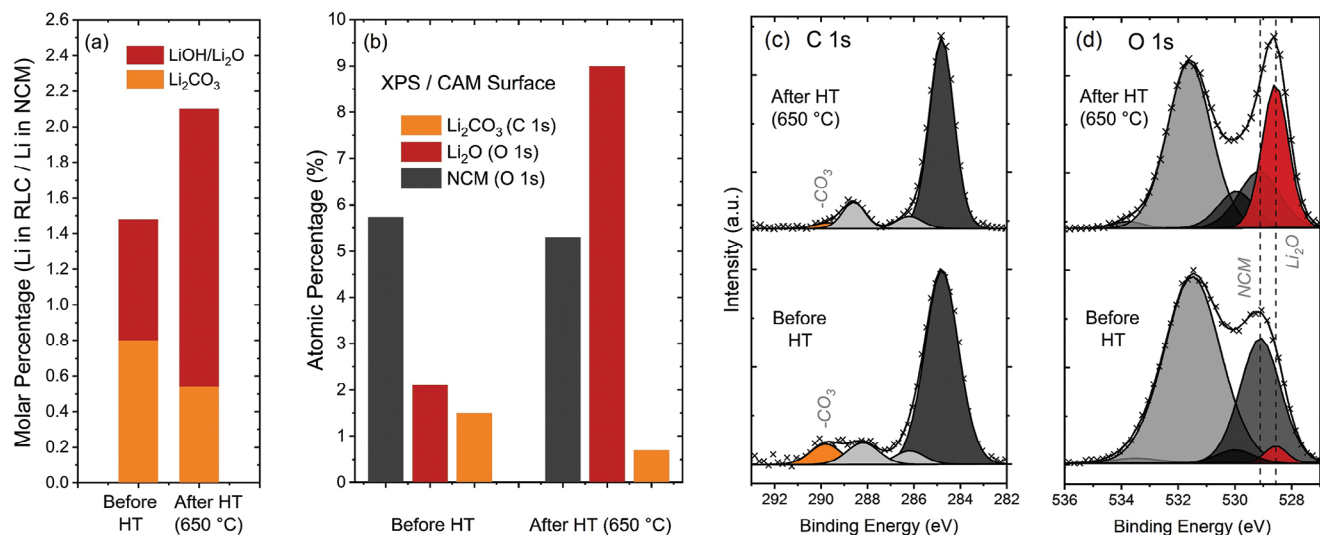 (a)
LiOH/Li₂O
Li₂CO₃
Molar Percentage (Li in RLC / Li in NCM)
2.6
2.4
2.2
2.0
1.8
1.6
1.4
1.2
1.0
0.8
0.6
0.4
0.2
0.0
Before
HT
After HT
(650 °C)
(b)
XPS / CAM Surface
Li₂CO₃ (C 1s)
Li₂O (O 1s)
NCM (O 1s)
Atomic Percentage (%)
10
9
8
7
6
5
4
3
2
1
0
Before HT
After HT (650 °C)
(c) C 1s
After HT
(650 °C)
-CO₃
Before
HT
-CO₃
Intensity (a.u.)
292 290 288 286 284 282
Binding Energy (eV)
(d) O 1s
After HT
(650 °C)
NCM
Li₂O
Before
HT
536 534 532 530 528
Binding Energy (eV)